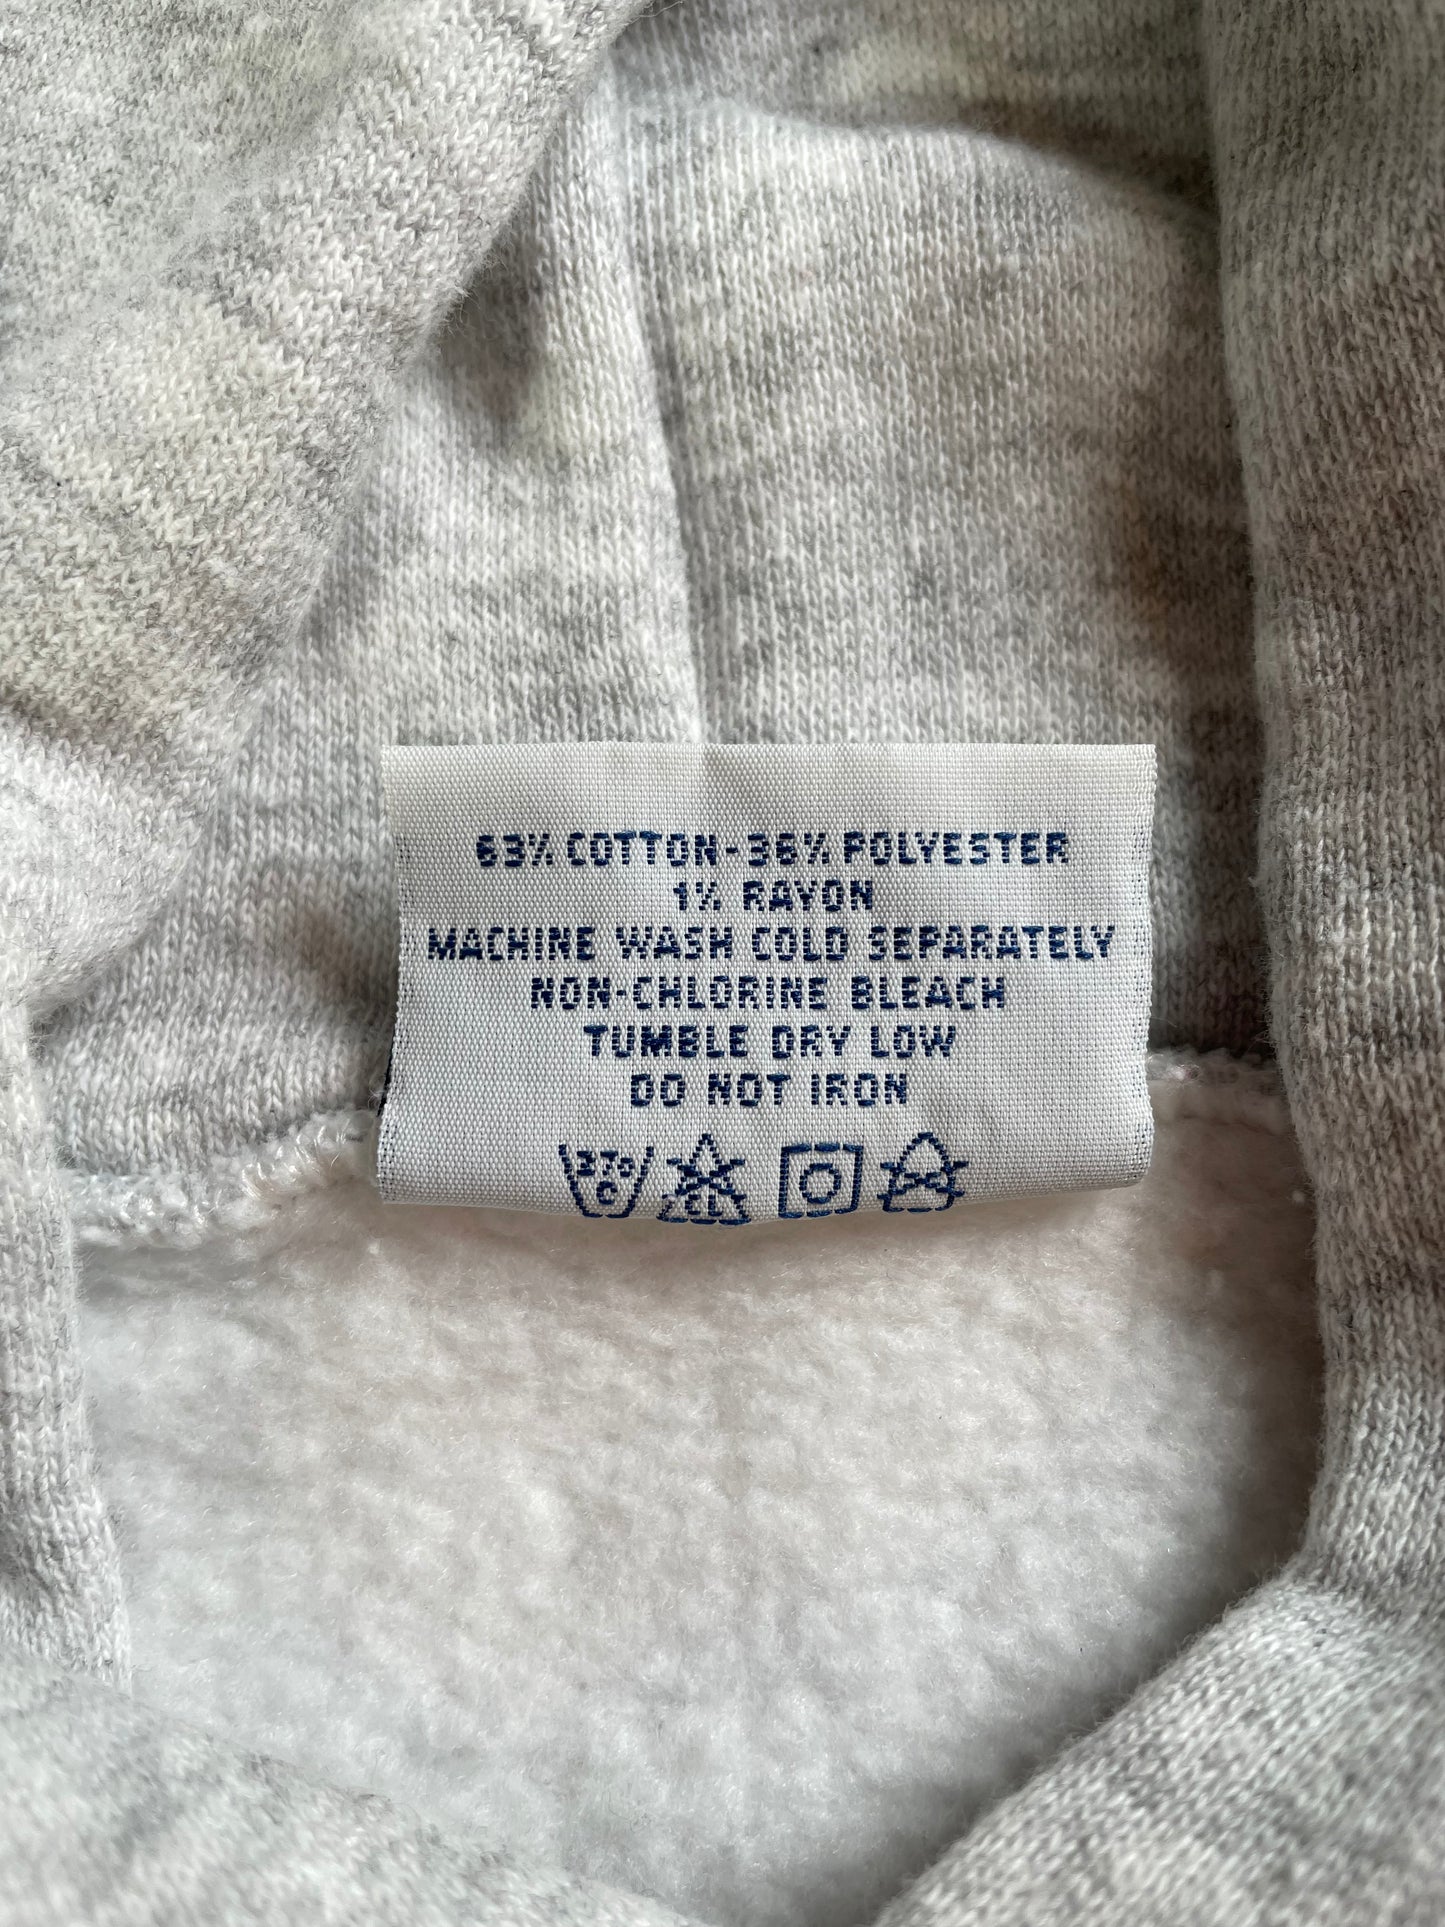 63% COTTON-36% POLYESTER
1% RAYON
MACHINE WASH COLD SEPARATELY
NON-CHLORINE BLEACH
TUMBLE DRY LOW
DO NOT IRON
CL